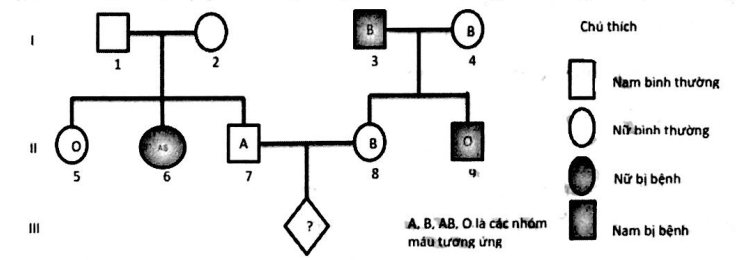 I
B
B
Chú thích
1
2
3
4
Nam bình thường
Nữ bình thường
II
O
AB
A
B
O
5
6
7
8
9
Nữ bị bệnh
III
?
A, B, AB, O là các nhóm
máu tương ứng
Nam bị bệnh